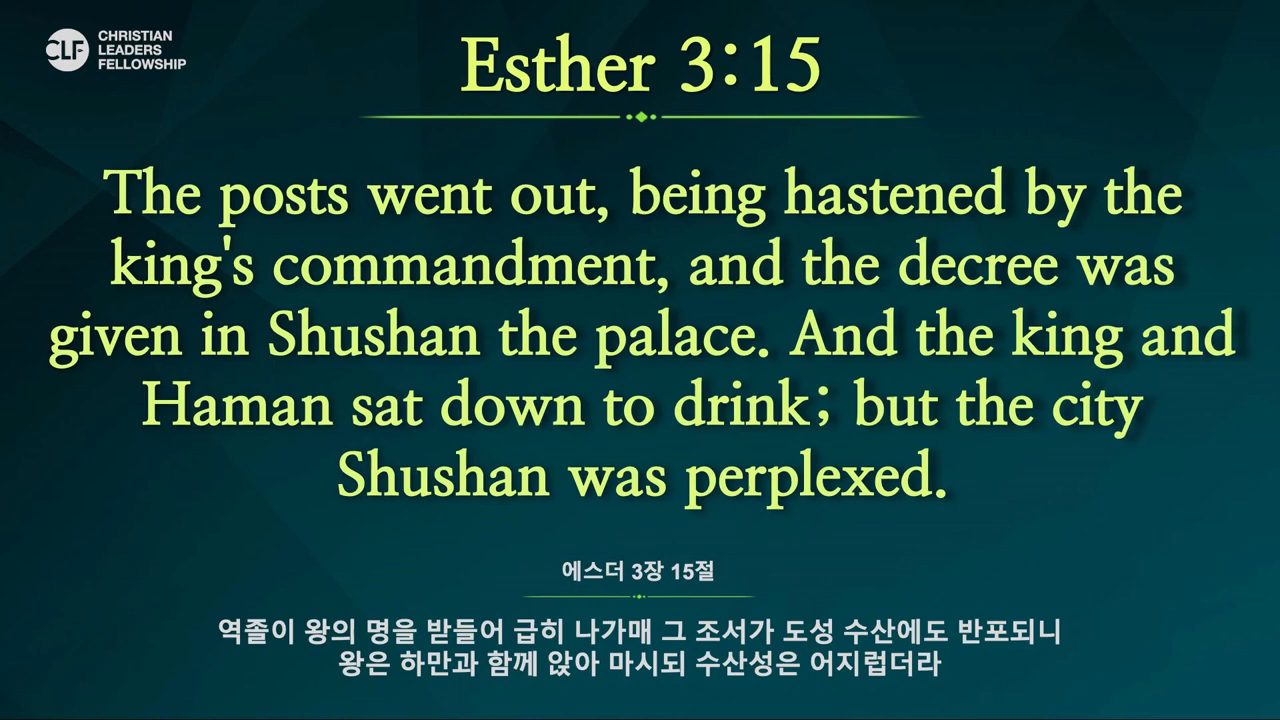 CLF
CHRISTIAN
LEADERS
FELLOWSHIP
Esther 3:15
The posts went out, being hastened by the
king's commandment, and the decree was
given in Shushan the palace. And the king and
Haman sat down to drink; but the city
Shushan was perplexed.
에스더 3장 15절
역졸이 왕의 명을 받들어 급히 나가매 그 조서가 도성 수산에도 반포되니
왕은 하만과 함께 앉아 마시되 수산성은 어지럽더라